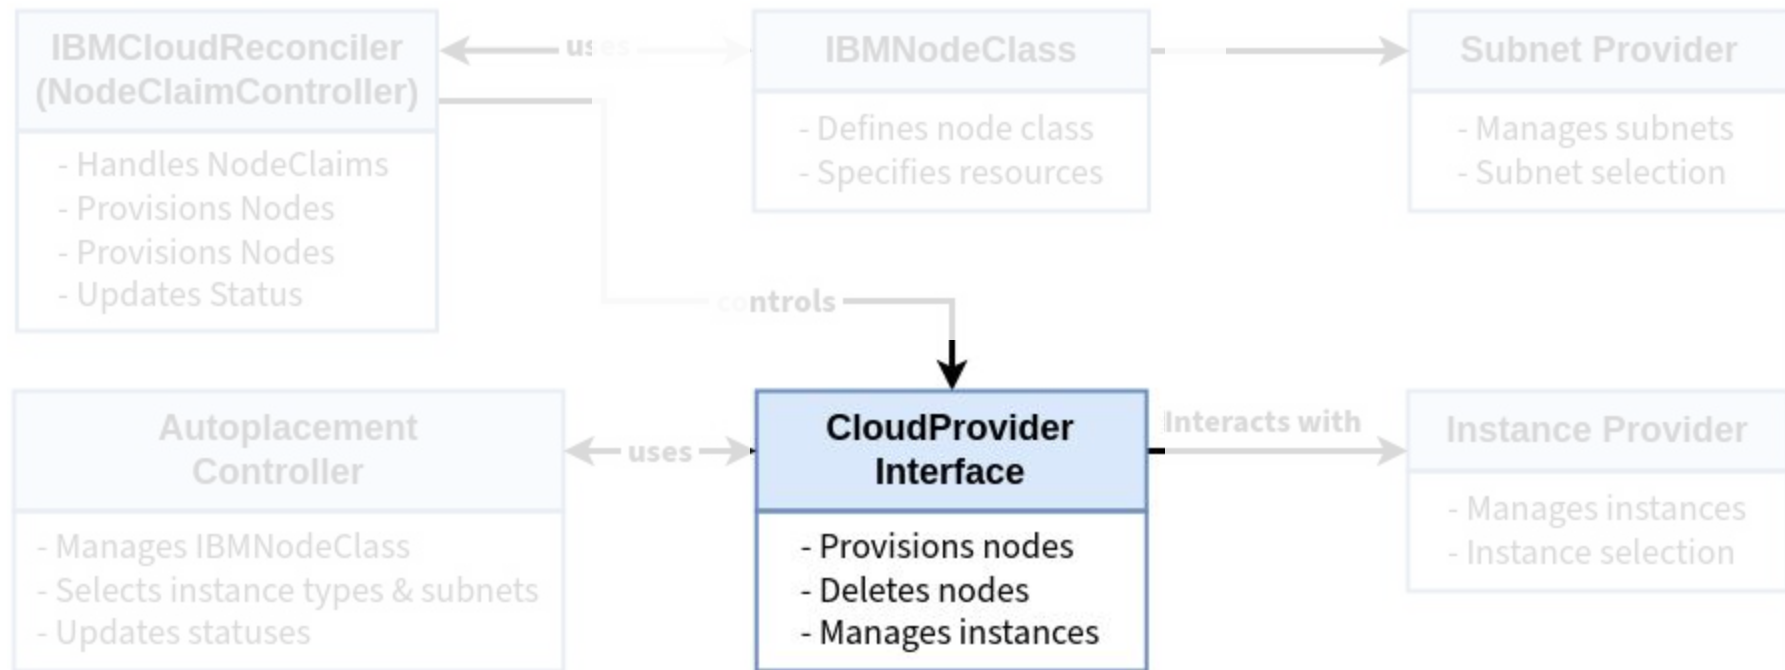 IBMCloudReconciler
(NodeClaimController)
- Handles NodeClaims
- Provisions Nodes
- Provisions Nodes
- Updates Status
uses
IBMNodeClass
- Defines node class
- Specifies resources
Subnet Provider
- Manages subnets
- Subnet selection
controls
Autoplacement
Controller
- Manages IBMNodeClass
- Selects instance types & subnets
- Updates statuses
uses
CloudProvider
Interface
- Provisions nodes
- Deletes nodes
- Manages instances
Interacts with
Instance Provider
- Manages instances
- Instance selection